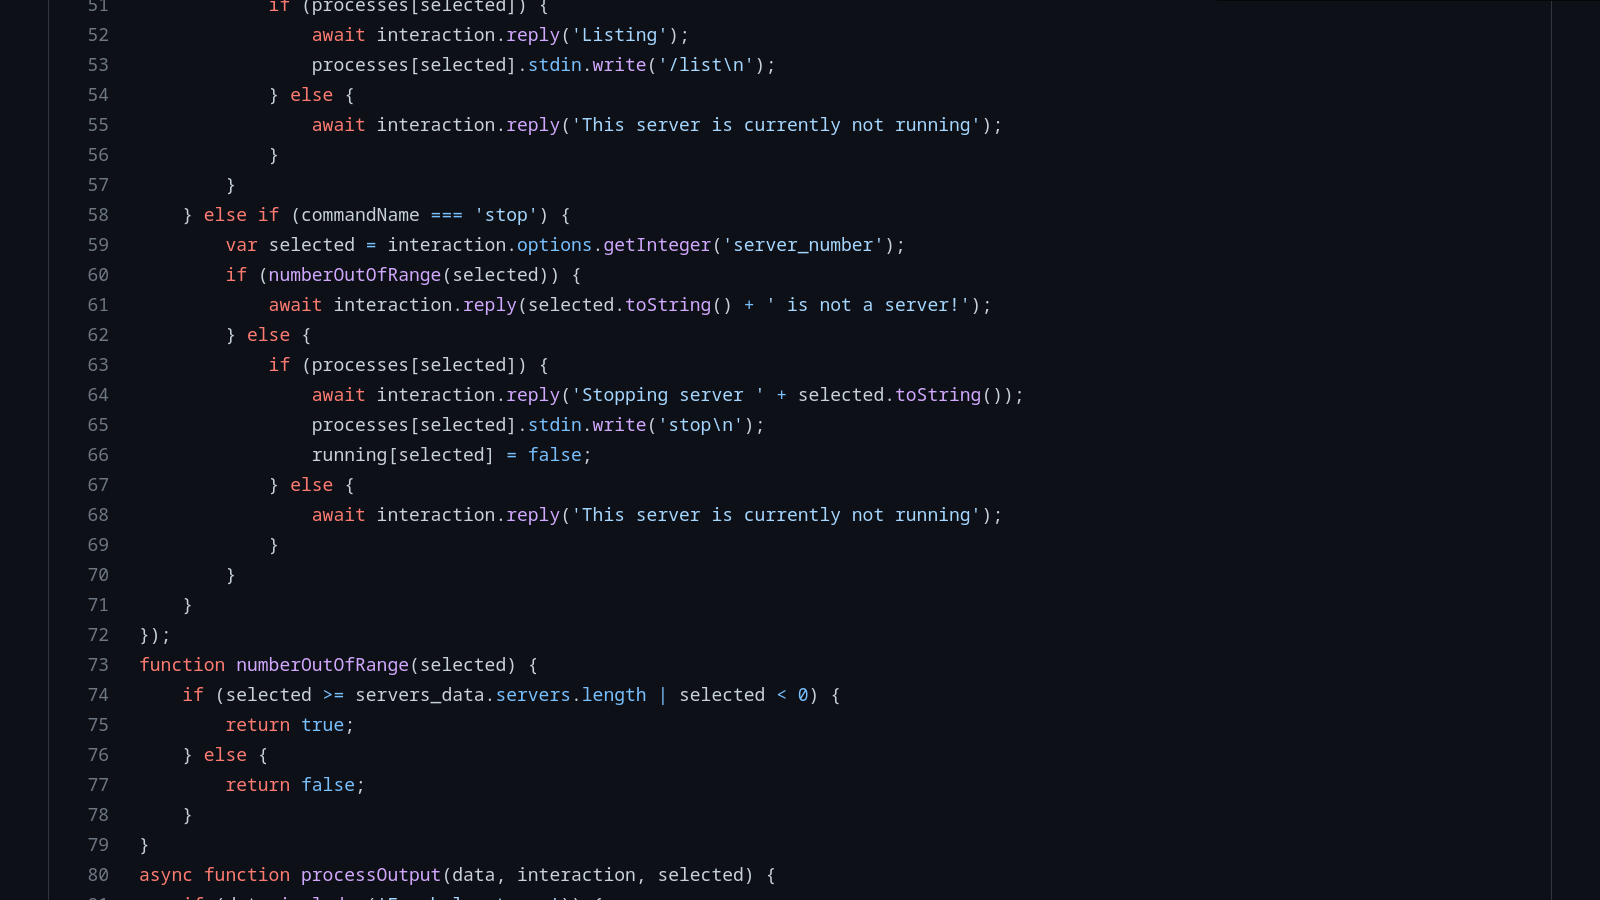 51 if (processes[selected]) {
52 await interaction.reply('Listing');
53 processes[selected].stdin.write('/list\n');
54 } else {
55 await interaction.reply('This server is currently not running');
56 }
57 }
58 } else if (commandName === 'stop') {
59 var selected = interaction.options.getInteger('server_number');
60 if (numberOutOfRange(selected)) {
61 await interaction.reply(selected.toString() + ' is not a server!');
62 } else {
63 if (processes[selected]) {
64 await interaction.reply('Stopping server ' + selected.toString());
65 processes[selected].stdin.write('stop\n');
66 running[selected] = false;
67 } else {
68 await interaction.reply('This server is currently not running');
69 }
70 }
71 }
72 });
73 function numberOutOfRange(selected) {
74 if (selected >= servers_data.servers.length | selected < 0) {
75 return true;
76 } else {
77 return false;
78 }
79 }
80 async function processOutput(data, interaction, selected) {